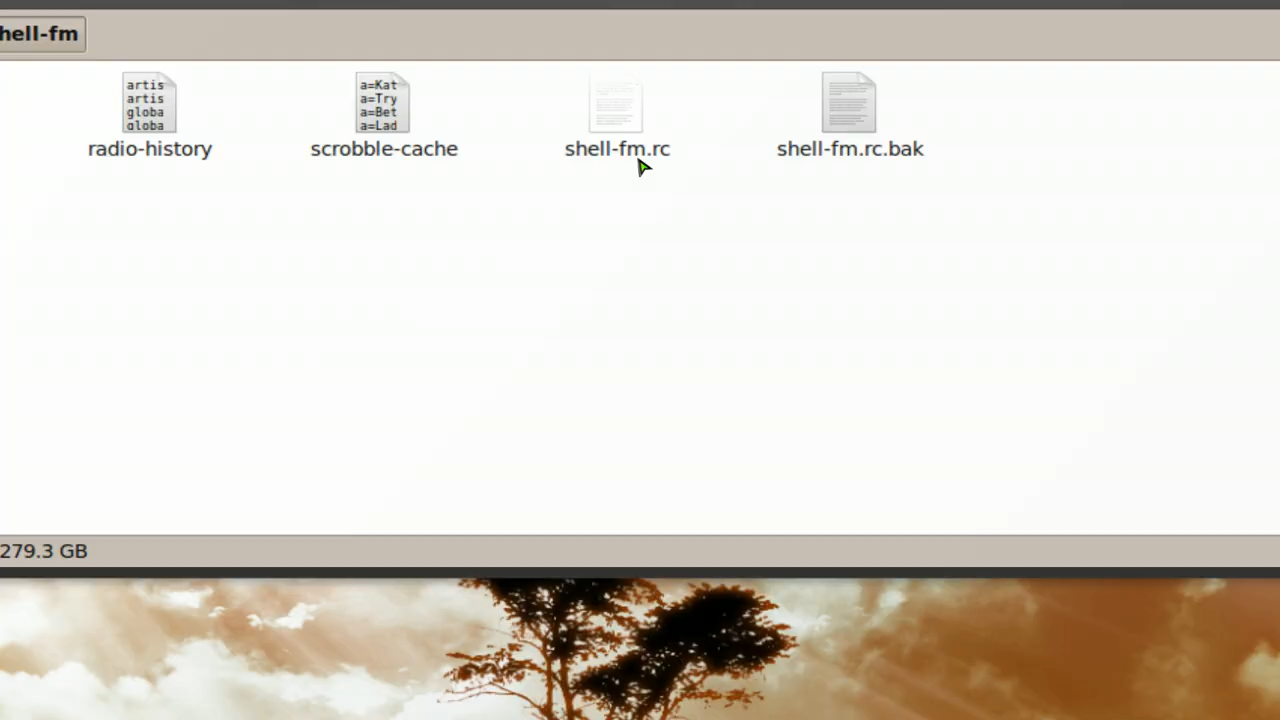 hell-fm
artis
artis
globa
globa
a=Kat
a=Try
a=Bet
a=Lad
radio-history
scrobble-cache
shell-fm.rc
shell-fm.rc.bak
279.3 GB